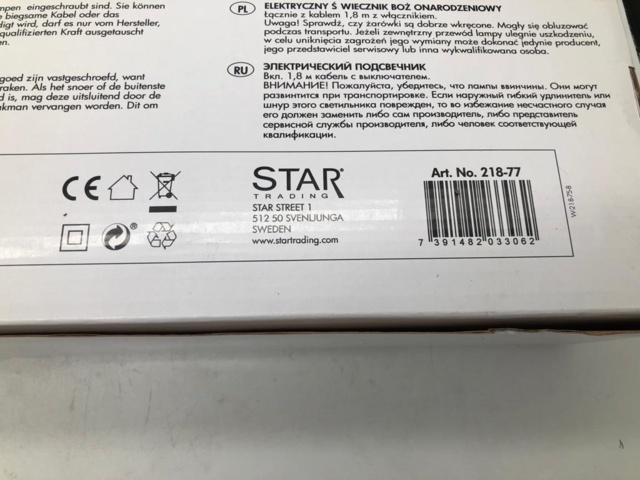 mpen eingeschraubt sind. Sie können
e biegsame Kabel oder das
digt wird, darf es nur vom Hersteller,
qualifizierten Kraft ausgetauscht
en.
goed zijn vastgeschroefd, want
raken. Als het snoer of de buitenste
d is, mag deze uitsluitend door de
kman vervangen worden. Dit om
PL
ELEKTRYCZNY Ś WIECZNIK BOŻ ONARODZENIOWY
Łącznie z kablem 1,8 m z włącznikiem.
Uwaga! Sprawdź, czy żarówki są dobrze wkręcone. Mogły się obluzować
podczas transportu. Jeżeli zewnętrzny przewód lampy ulegnie uszkodzeniu,
w celu uniknięcia zagrożeń jego wymiany może dokonać jedynie producent,
jego przedstawiciel serwisowy lub inna wykwalifikowana osoba.
RU
ЭЛЕКТРИЧЕСКИЙ ПОДСВЕЧНИК
Вкл. 1,8 м кабель с выключателем.
ВНИМАНИЕ! Пожалуйста, убедитесь, что лампы ввинчины. Они могут
развинтится при транспортировке. Если наружный гибкий удлинитель или
шнур этого светильника поврежден, то во избежание несчастного случая
его должен заменить либо сам производитель, либо представитель
сервисной службы производителя, либо человек соответствующей
квалификации.
CE
STAR
TRADING
STAR STREET 1
512 50 SVENLJUNGA
SWEDEN
www.startrading.com
Art. No. 218-77
7 391482 033062
W218758